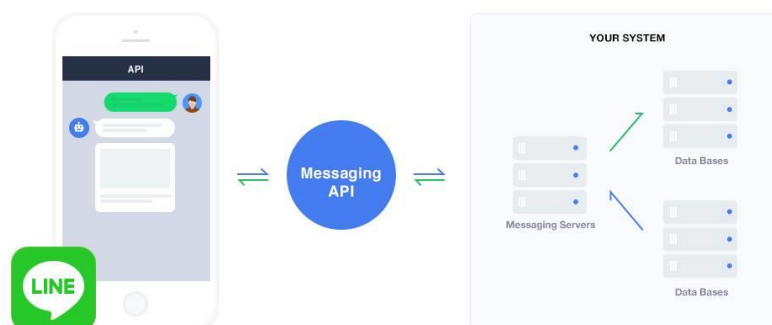 API
LINE
Messaging
API
YOUR SYSTEM
Messaging Servers
Data Bases
Data Bases